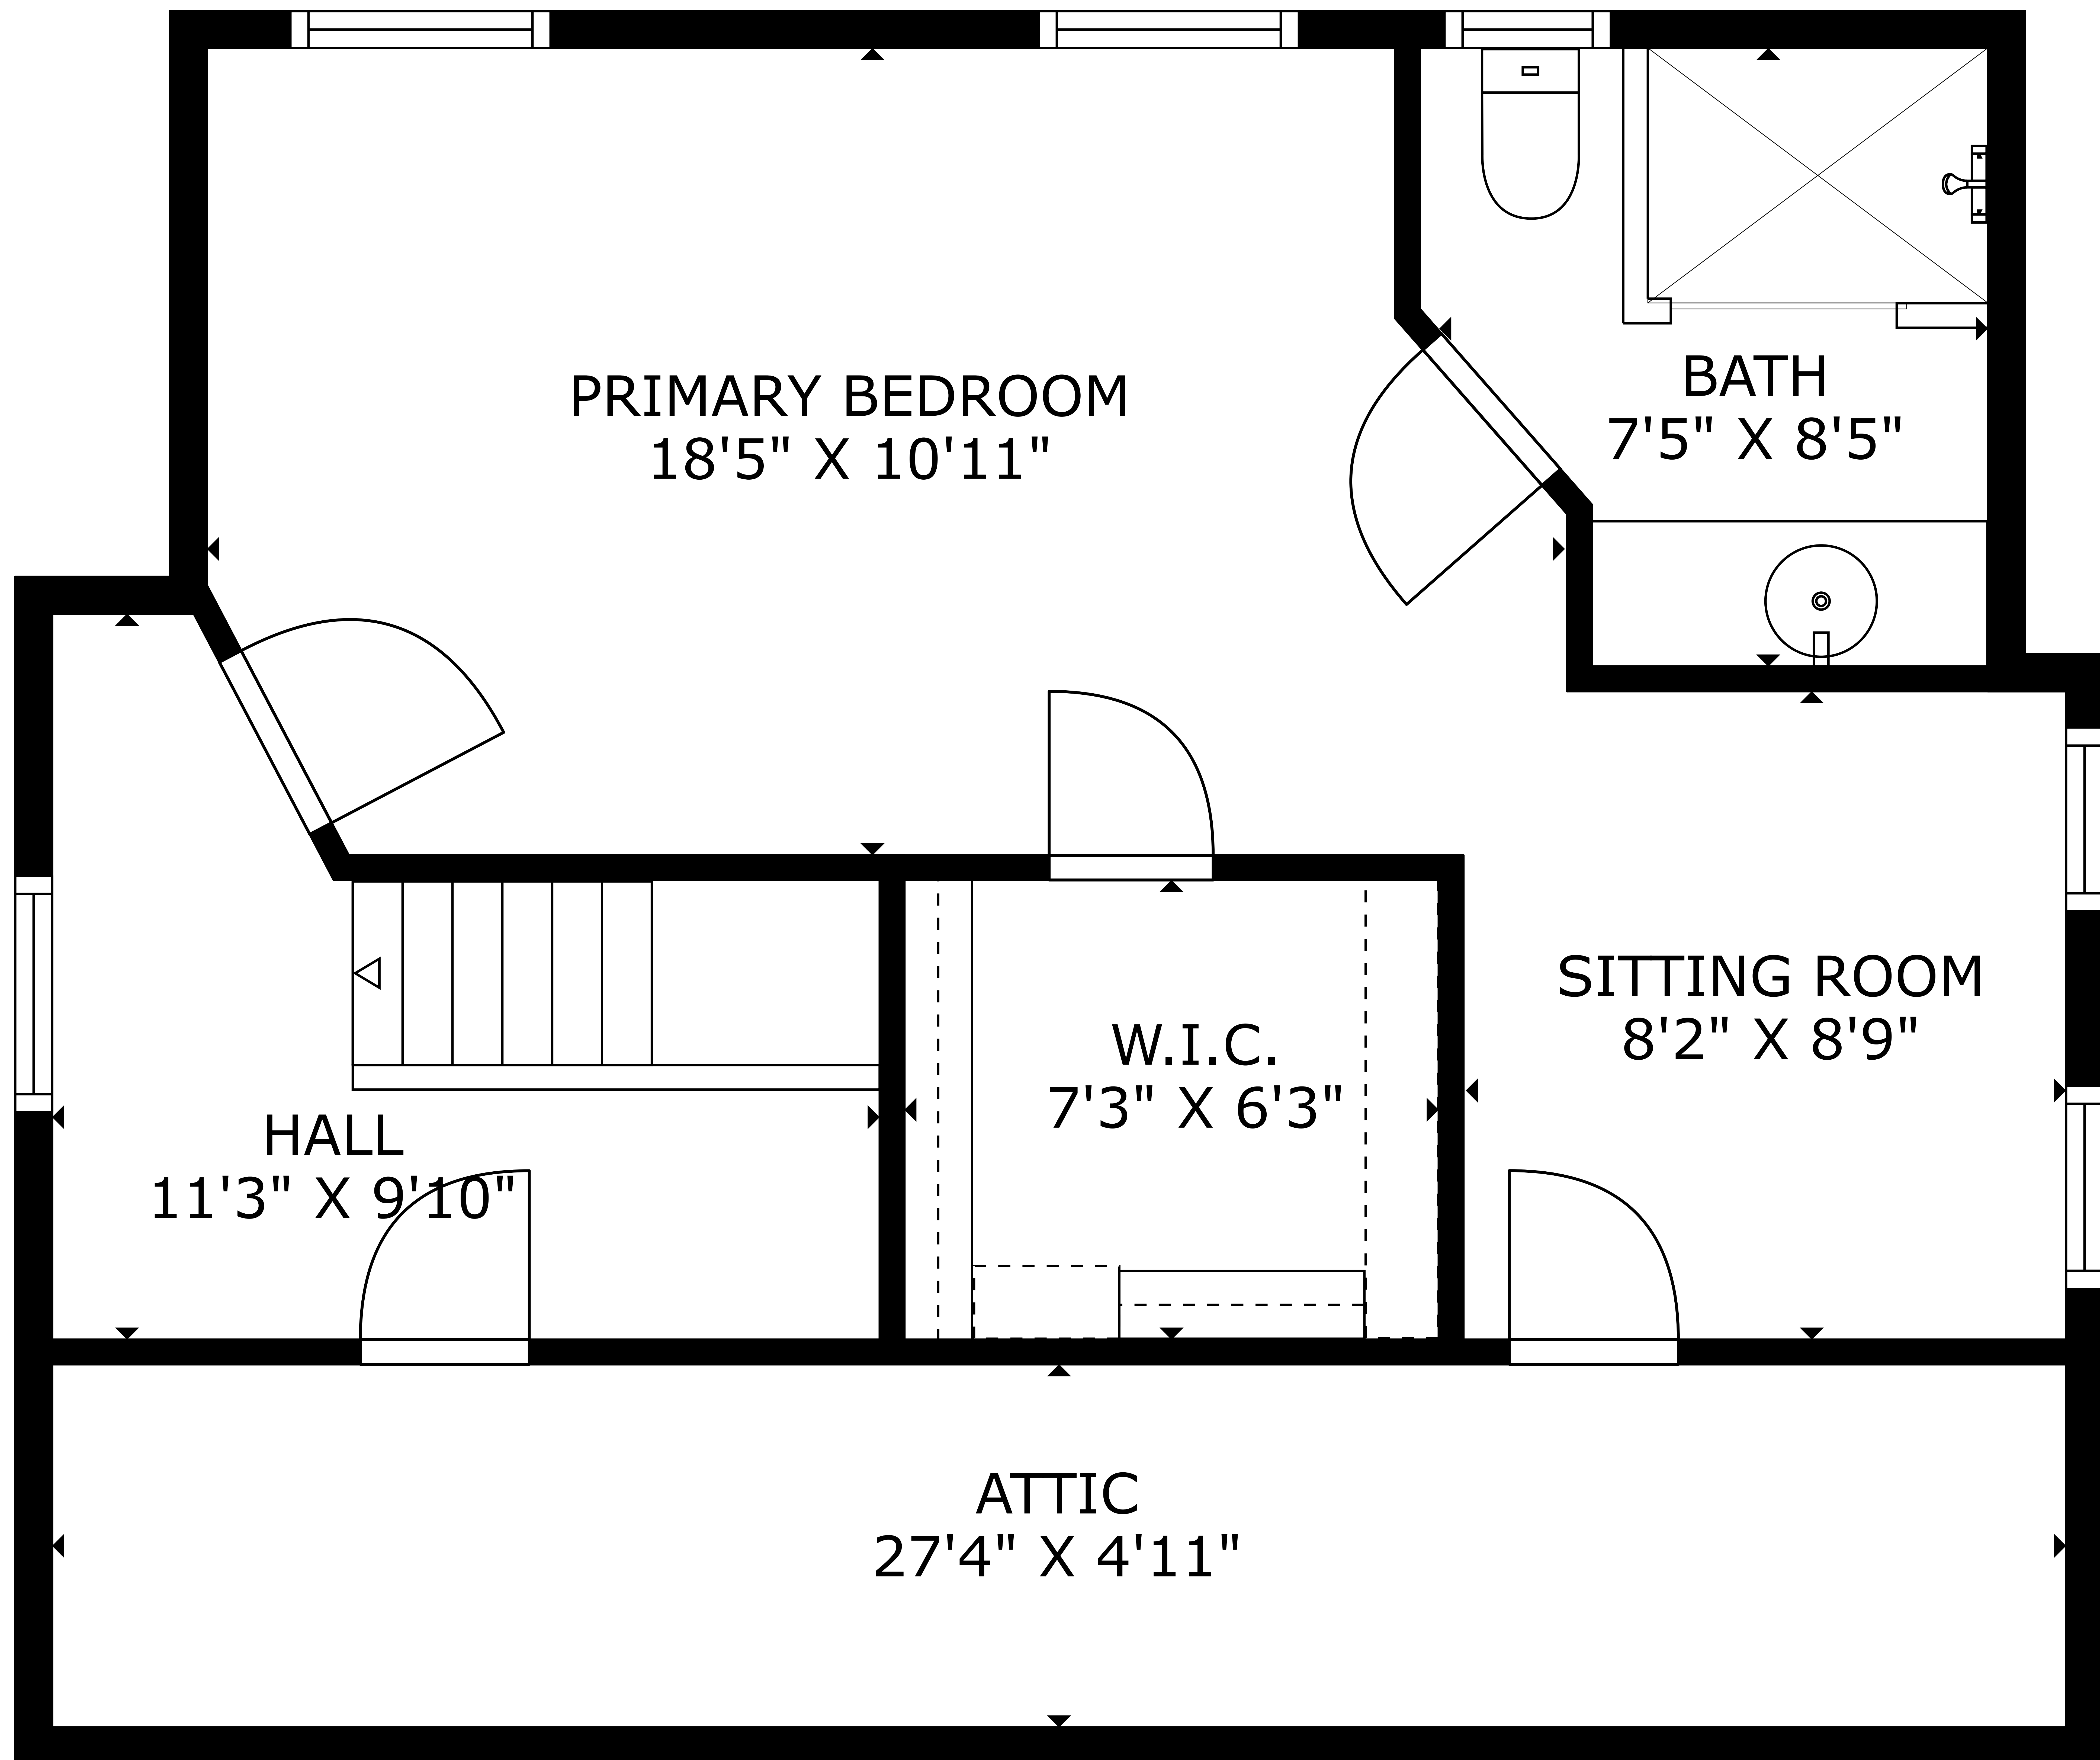 PRIMARY BEDROOM
18'5" X 10'11"
BATH
7'5" X 8'5"
SITTING ROOM
8'2" X 8'9"
W.I.C.
7'3" X 6'3"
HALL
11'3" X 9'10"
ATTIC
27'4" X 4'11"